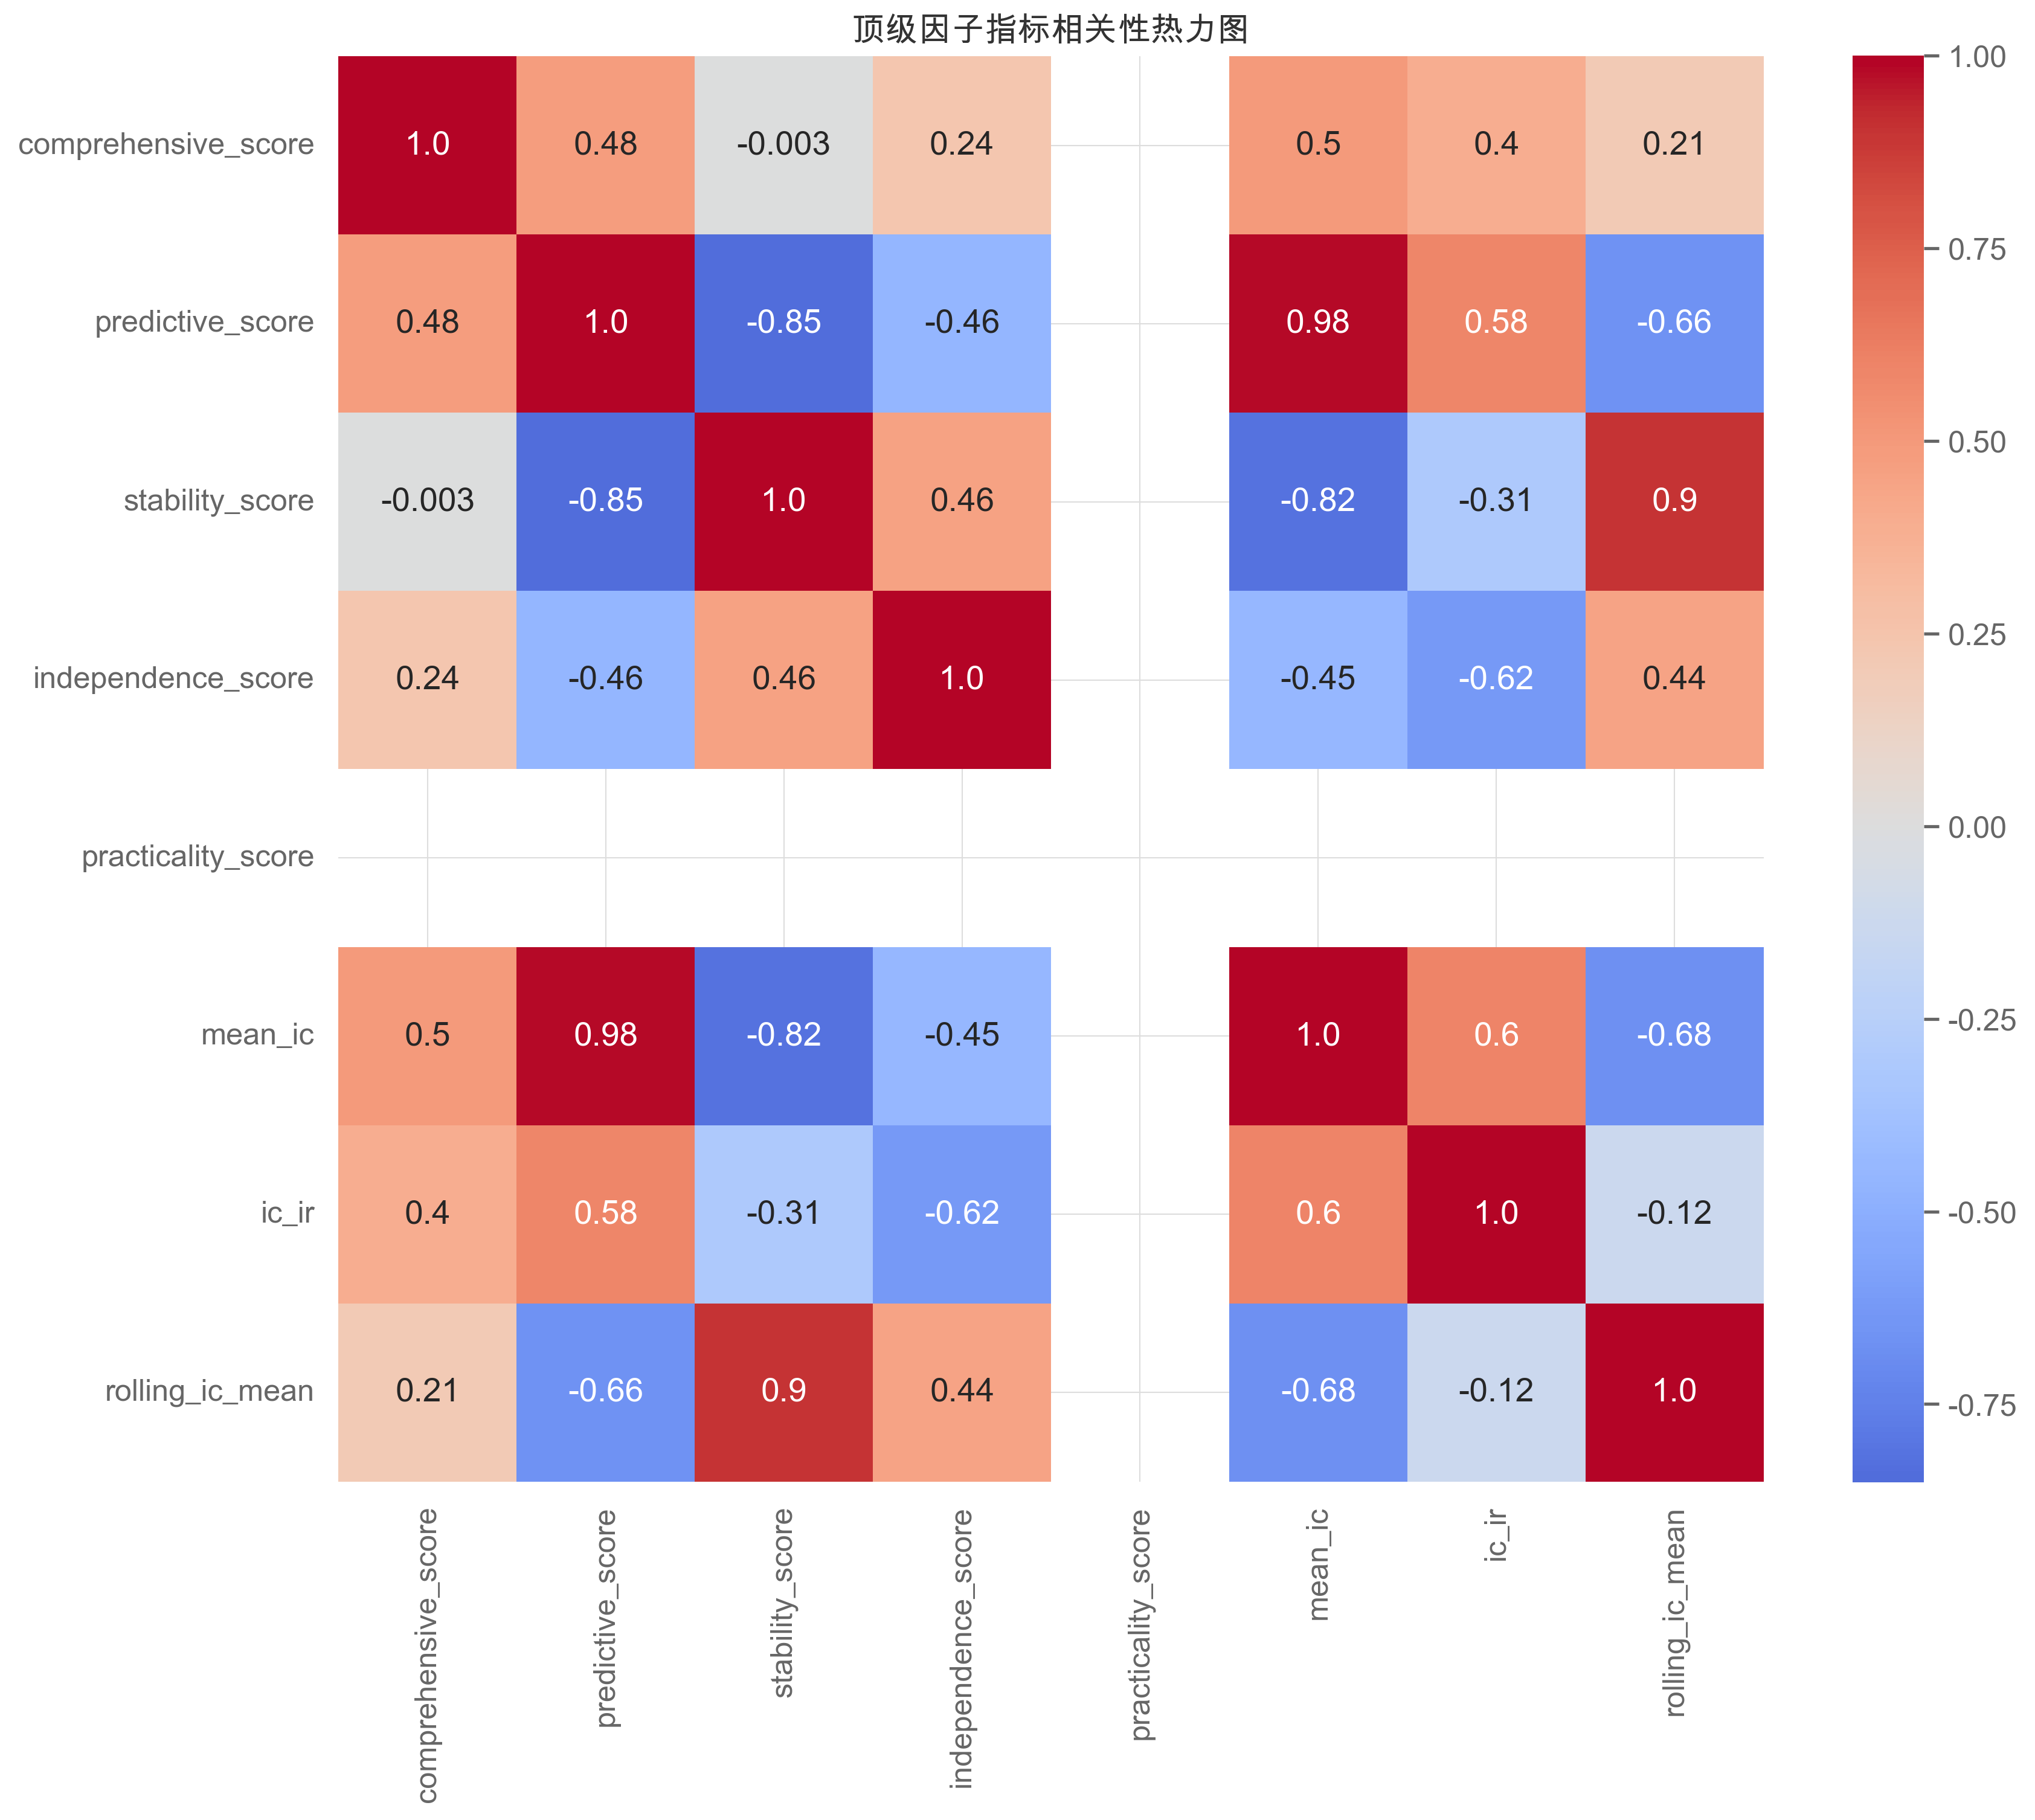 顶级因子指标相关性热力图
comprehensive_score 1.0 0.48 -0.003 0.24 0.5 0.4 0.21
predictive_score 0.48 1.0 -0.85 -0.46 0.98 0.58 -0.66
stability_score -0.003 -0.85 1.0 0.46 -0.82 -0.31 0.9
independence_score 0.24 -0.46 0.46 1.0 -0.45 -0.62 0.44
practicality_score
mean_ic 0.5 0.98 -0.82 -0.45 1.0 0.6 -0.68
ic_ir 0.4 0.58 -0.31 -0.62 0.6 1.0 -0.12
rolling_ic_mean 0.21 -0.66 0.9 0.44 -0.68 -0.12 1.0
comprehensive_score
predictive_score
stability_score
independence_score
practicality_score
mean_ic
ic_ir
rolling_ic_mean
1.00
0.75
0.50
0.25
0.00
-0.25
-0.50
-0.75